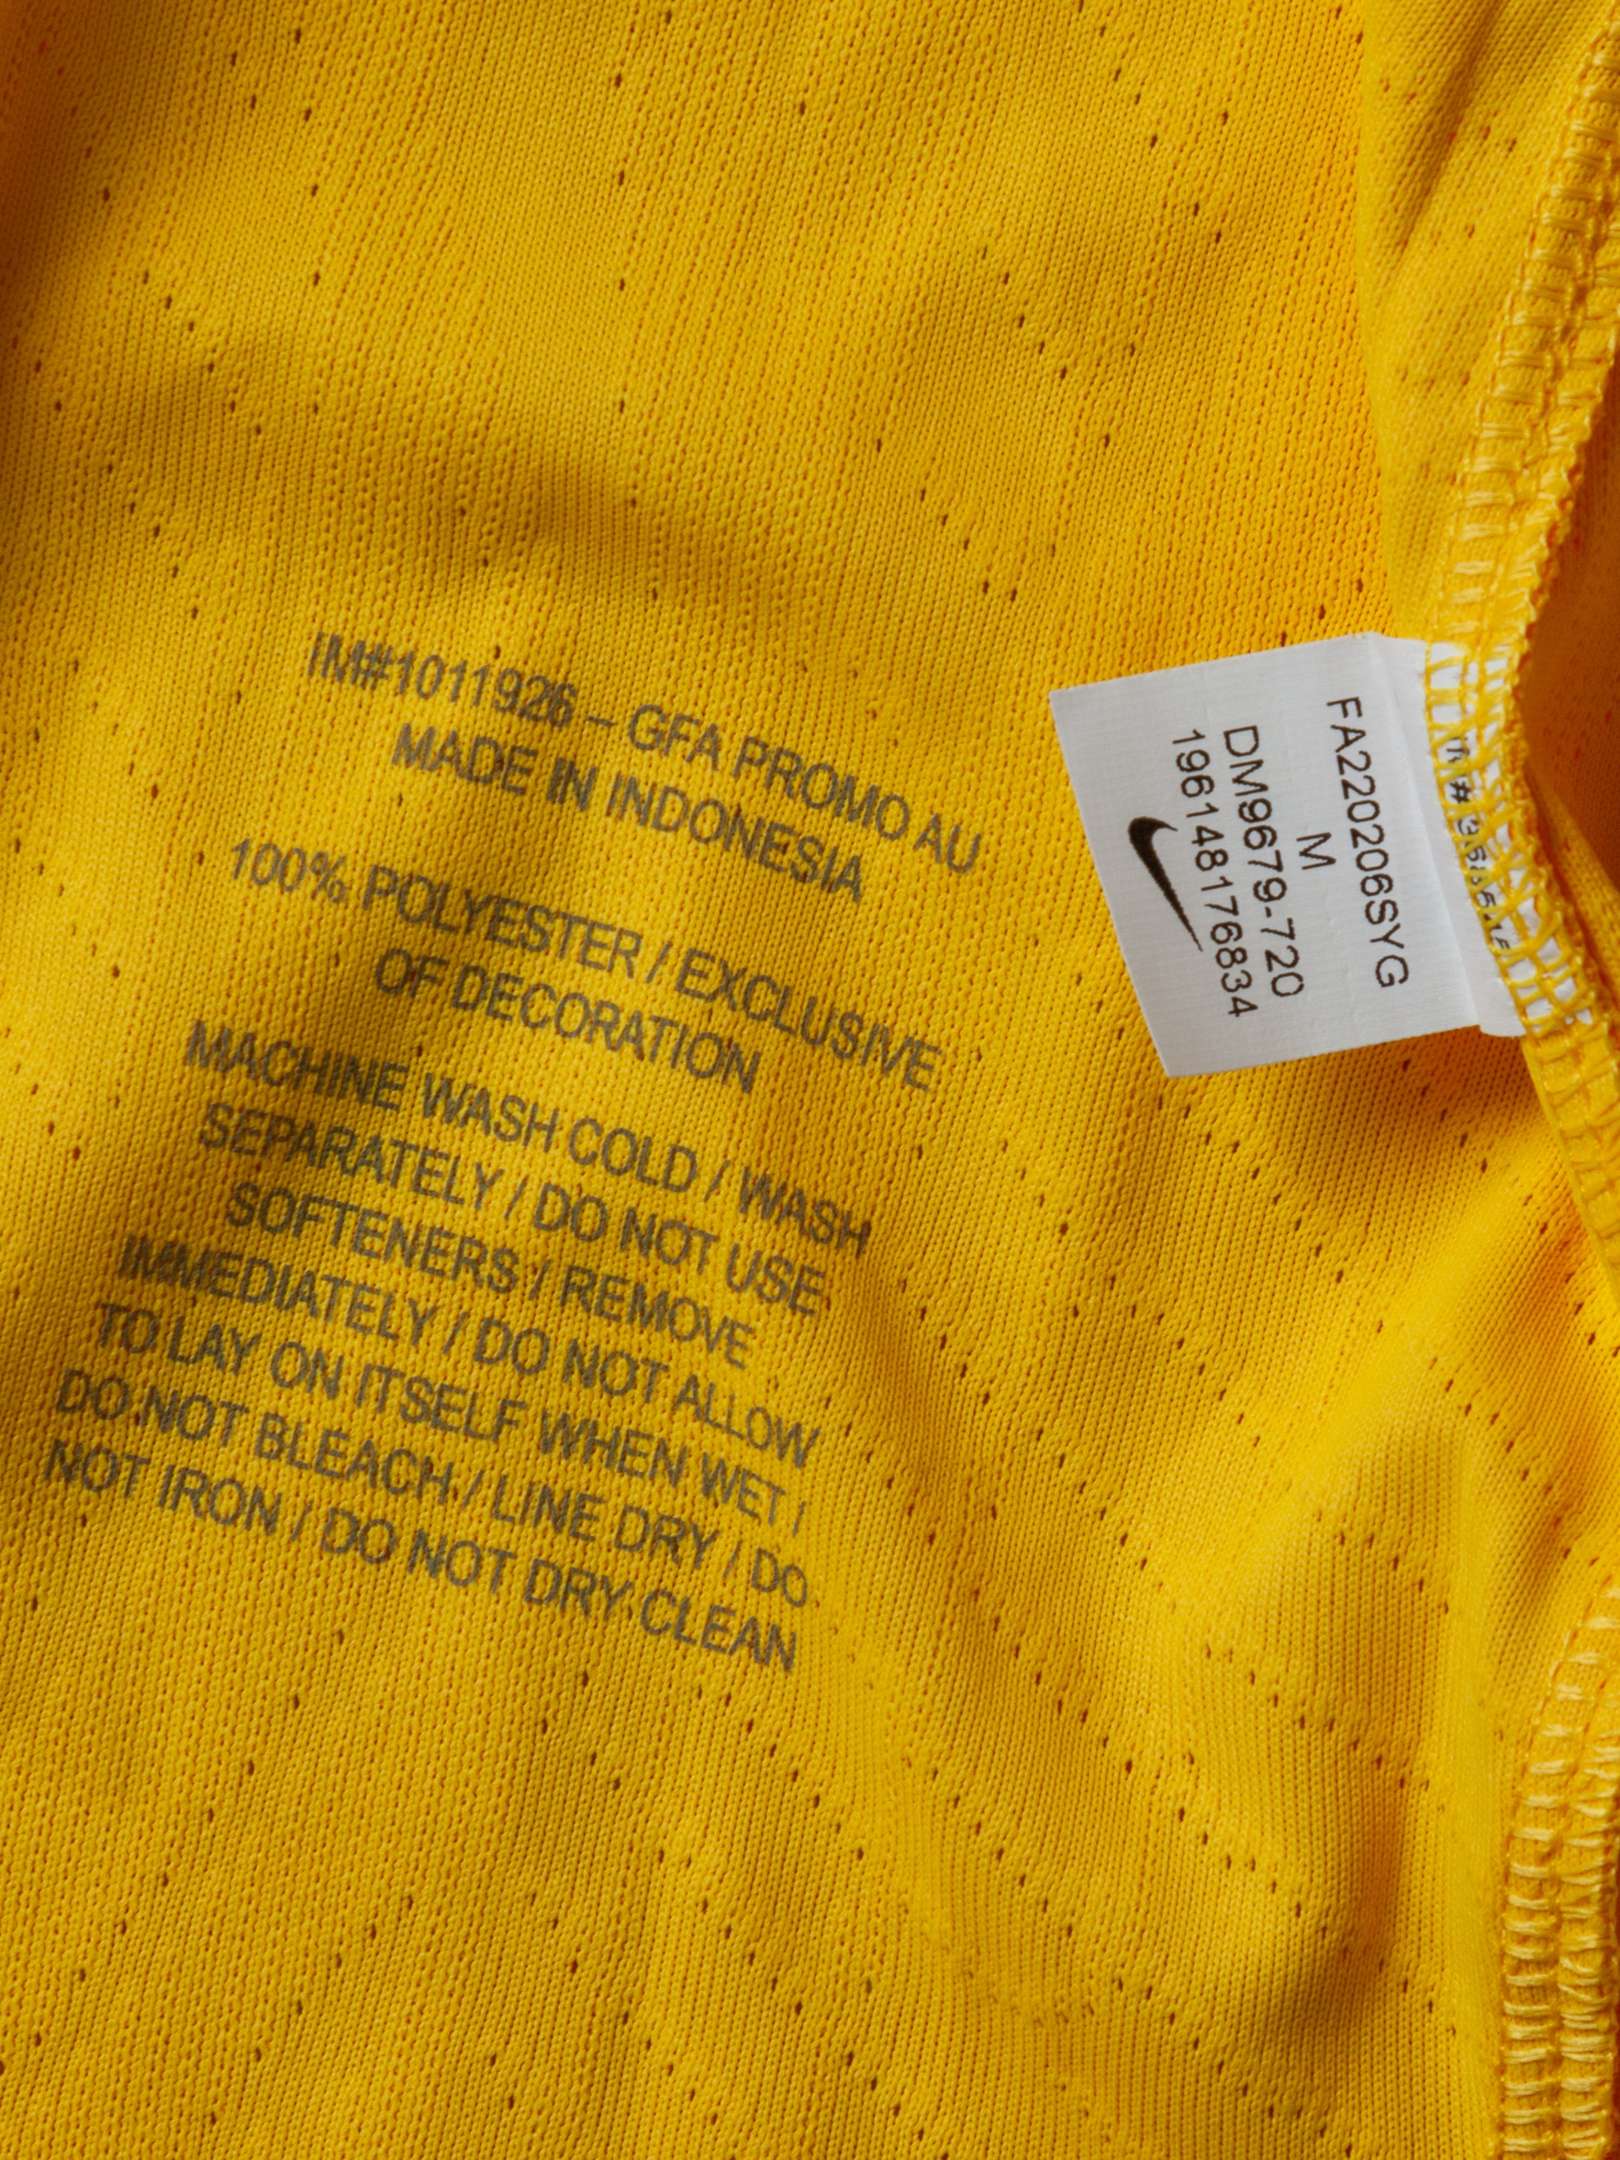 IM#1011926 – GFA PROMO AU
MADE IN INDONESIA
100% POLYESTER / EXCLUSIVE
OF DECORATION
MACHINE WASH COLD / WASH
SEPARATELY / DO NOT USE
SOFTENERS / REMOVE
IMMEDIATELY / DO NOT ALLOW
TO LAY ON ITSELF WHEN WET /
DO NOT BLEACH / LINE DRY / DO
NOT IRON / DO NOT DRY CLEAN
FA220206SYG
M
DM9679-720
196148176834